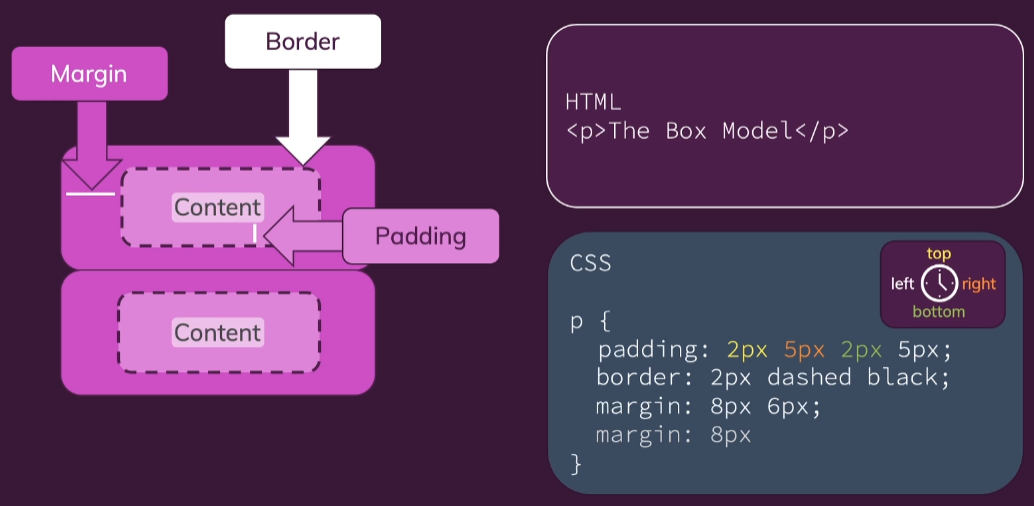 Border
Margin
Content
Padding
Content
HTML
<p>The Box Model</p>
CSS
top
left
right
bottom
p {
padding: 2px 5px 2px 5px;
border: 2px dashed black;
margin: 8px 6px;
margin: 8px
}